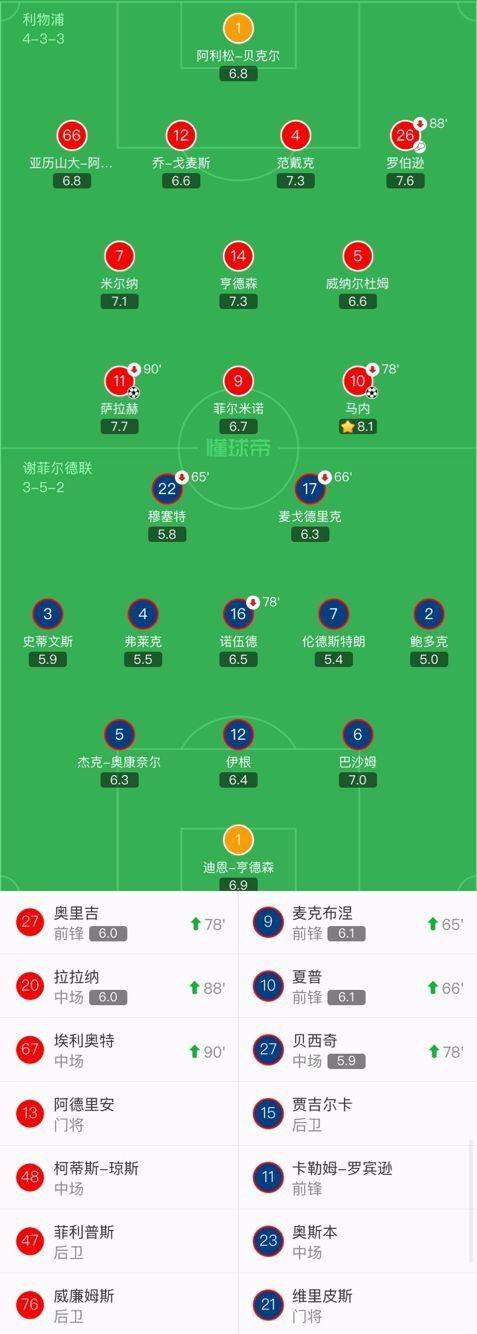 利物浦
4-3-3
1
阿利松-贝克尔
6.8
66
12
4
26
88'
亚历山大-阿...
乔-戈麦斯
范戴克
罗伯逊
6.8
6.6
7.3
7.6
7
14
5
米尔纳
亨德森
威纳尔杜姆
7.1
7.3
6.6
11
90'
9
10
78'
萨拉赫
菲尔米诺
马内
7.7
6.7
8.1
懂球帝
谢菲尔德联
3-5-2
22
65'
17
66'
穆塞特
麦戈德里克
5.8
6.3
3
4
16
78'
7
2
史蒂文斯
弗莱克
诺伍德
伦德斯特朗
鲍多克
5.9
5.5
6.5
5.4
5.0
5
12
6
杰克-奥康奈尔
伊根
巴沙姆
6.3
6.4
7.0
1
迪恩-亨德森
6.9
27
奥里吉
前锋 6.0
78'
9
麦克布涅
前锋 6.1
65'
20
拉拉纳
中场 6.0
88'
10
夏普
前锋 6.1
66'
67
埃利奥特
中场
90'
27
贝西奇
中场 5.9
78'
13
阿德里安
门将
15
贾吉尔卡
后卫
48
柯蒂斯-琼斯
中场
11
卡勒姆-罗宾逊
前锋
47
菲利普斯
后卫
23
奥斯本
中场
76
威廉姆斯
后卫
21
维里皮斯
门将